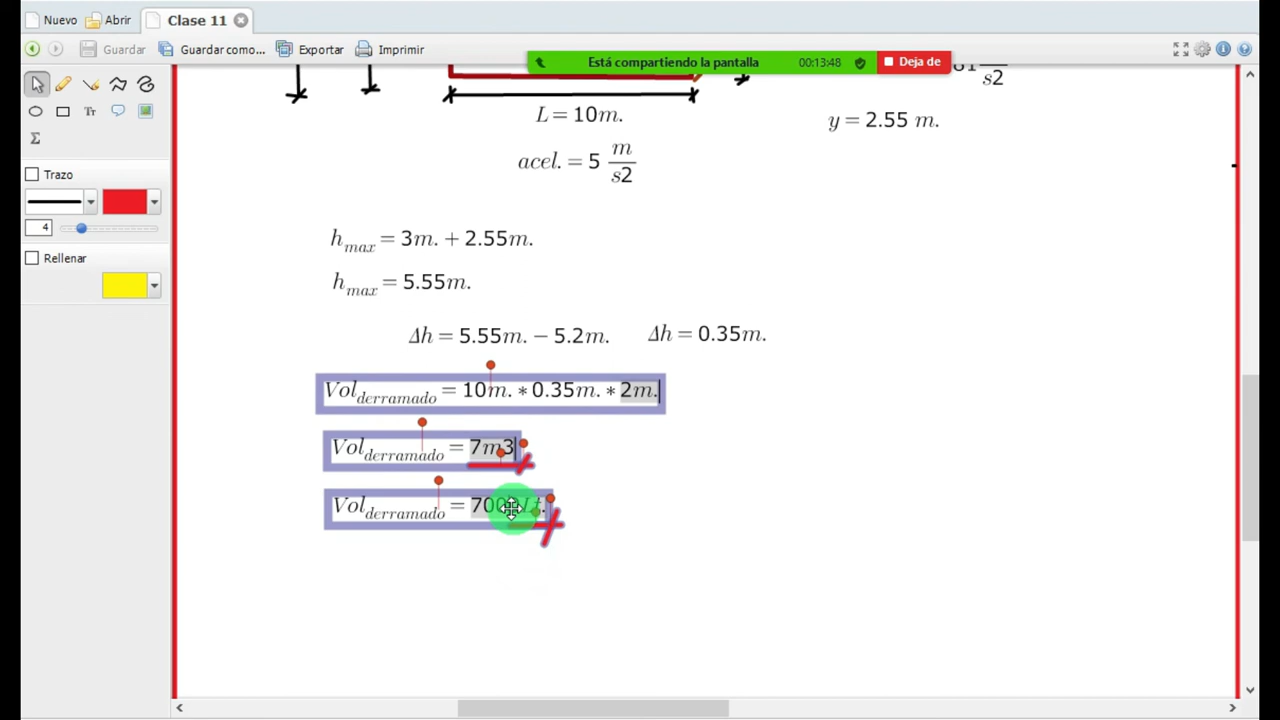 Nuevo Abrir Clase 11
Guardar Guardar como... Exportar Imprimir
Está compartiendo la pantalla 00:13:48 Deja de
s2
L = 10m.
y = 2.55 m.
acel. = 5 m/s2
Trazo
4
Rellenar
h_max = 3m. + 2.55m.
h_max = 5.55m.
Δh = 5.55m. − 5.2m. Δh = 0.35m.
Vol_derramado = 10m. * 0.35m. * 2m.
Vol_derramado = 7m3
Vol_derramado =